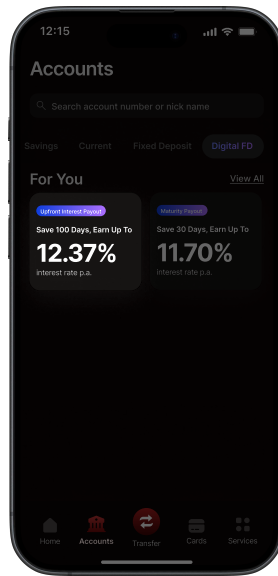 12:15
Accounts
Search account number or nick name
Savings Current Fixed Deposit Digital FD
For You View All
Upfront Interest Payout
Save 100 Days, Earn Up To
12.37%
interest rate p.a.
Maturity Payout
Save 30 Days, Earn Up To
11.70%
interest rate p.a.
Home Accounts Transfer Cards Services